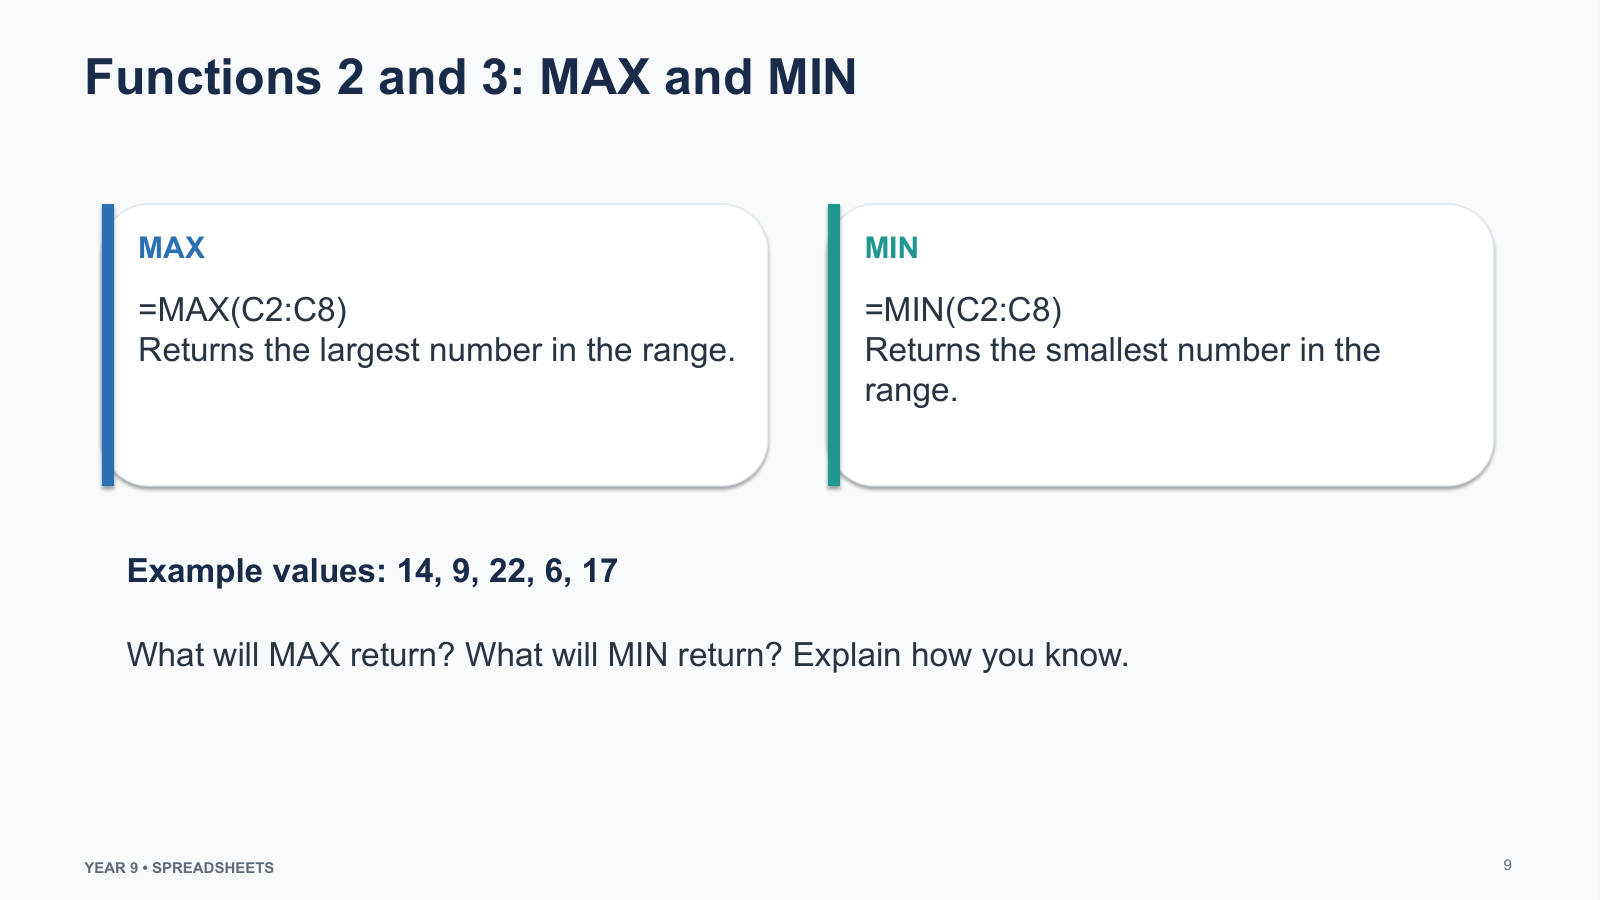 Functions 2 and 3: MAX and MIN
MAX
=MAX(C2:C8)
Returns the largest number in the range.
MIN
=MIN(C2:C8)
Returns the smallest number in the
range.
Example values: 14, 9, 22, 6, 17
What will MAX return? What will MIN return? Explain how you know.
YEAR 9 • SPREADSHEETS
9